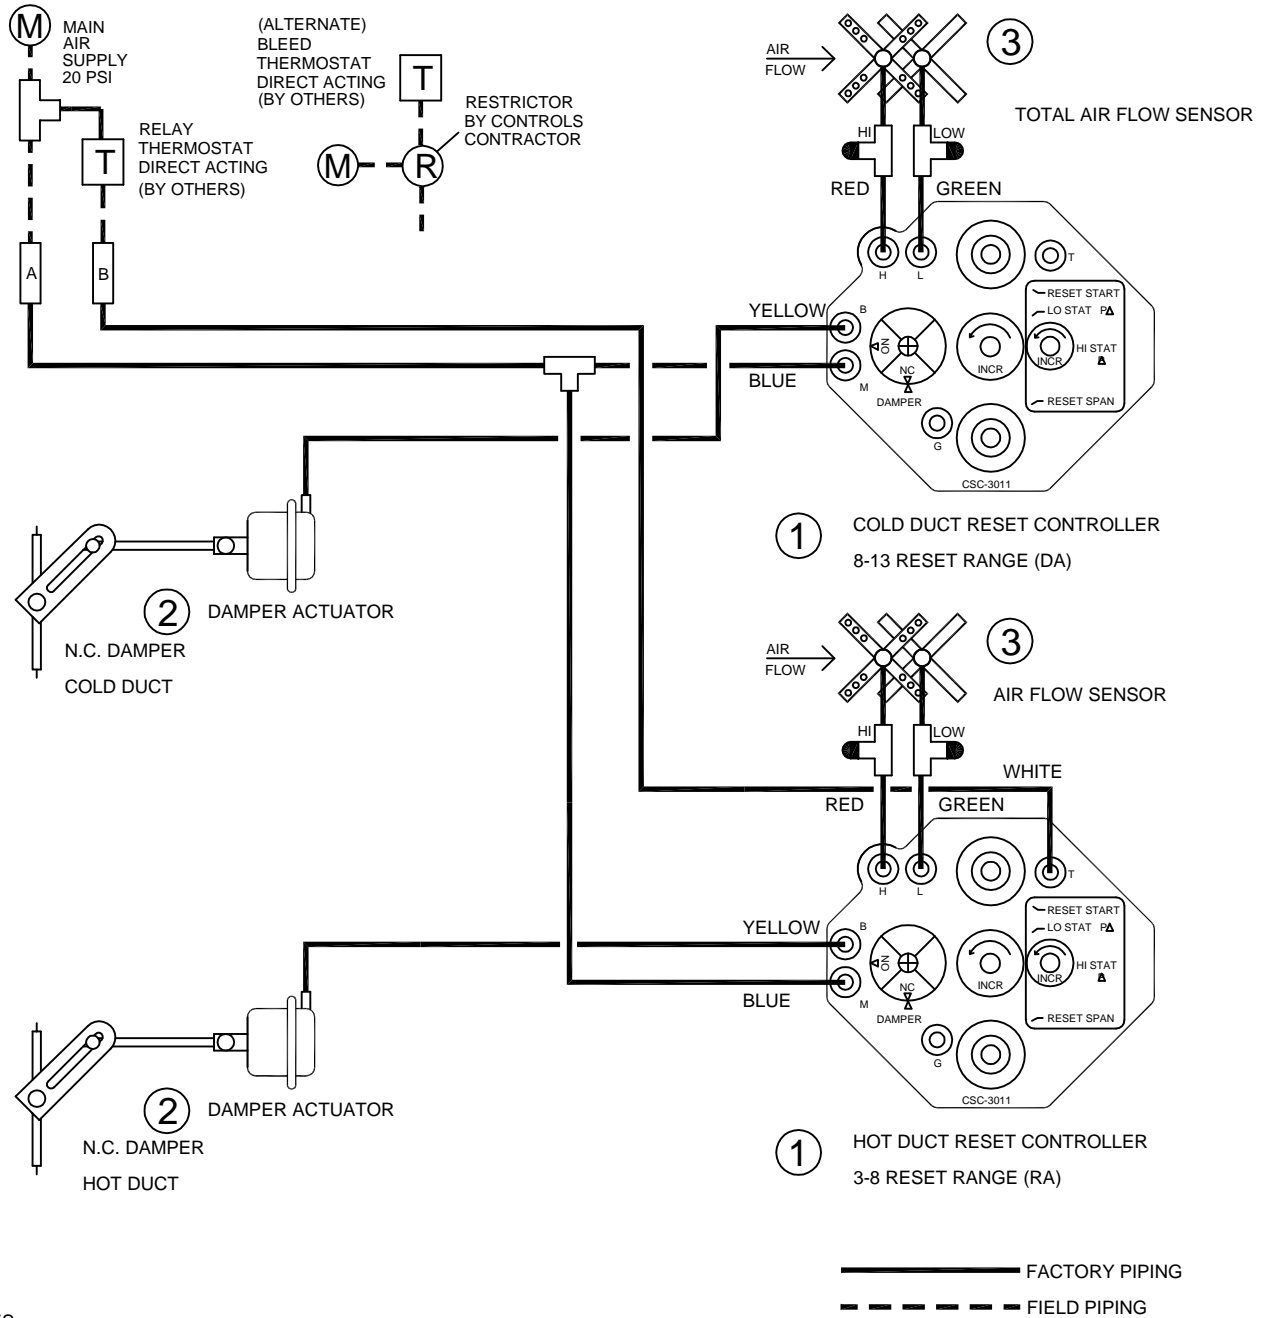 M
MAIN
AIR
SUPPLY
20 PSI
(ALTERNATE)
BLEED
THERMOSTAT
DIRECT ACTING
(BY OTHERS)
T
RESTRICTOR
BY CONTROLS
CONTRACTOR
M
R
T
RELAY
THERMOSTAT
DIRECT ACTING
(BY OTHERS)
A
B
AIR
FLOW
3
TOTAL AIR FLOW SENSOR
HI
LOW
RED
GREEN
H
L
T
YELLOW
B
BLUE
M
NO
NC
DAMPER
INCR
INCR
RESET START
LO STAT P
HI STAT
RESET SPAN
G
CSC-3011
1
COLD DUCT RESET CONTROLLER
8-13 RESET RANGE (DA)
2
DAMPER ACTUATOR
N.C. DAMPER
COLD DUCT
AIR
FLOW
3
AIR FLOW SENSOR
HI
LOW
WHITE
RED
GREEN
H
L
T
YELLOW
B
BLUE
M
NO
NC
DAMPER
INCR
INCR
RESET START
LO STAT P
HI STAT
RESET SPAN
G
CSC-3011
2
DAMPER ACTUATOR
N.C. DAMPER
HOT DUCT
1
HOT DUCT RESET CONTROLLER
3-8 RESET RANGE (RA)
FACTORY PIPING
FIELD PIPING